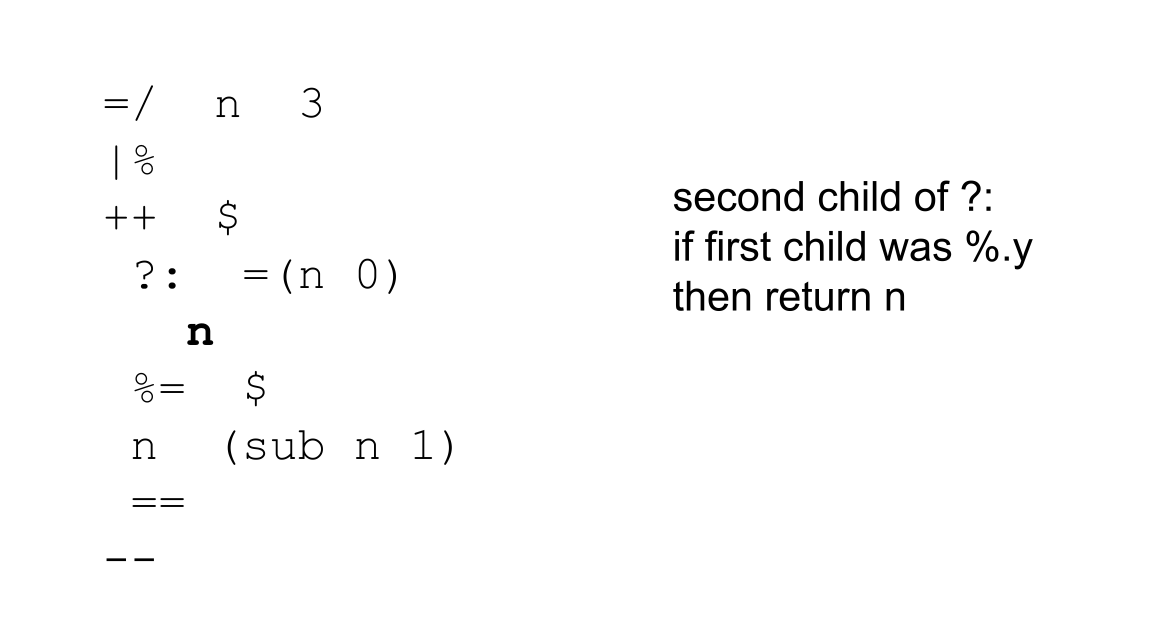 =/  n  3
|%
++  $
 ?:  =(n 0)
   n
 %=  $
 n  (sub n 1)
 ==
--
second child of ?:
if first child was %.y
then return n